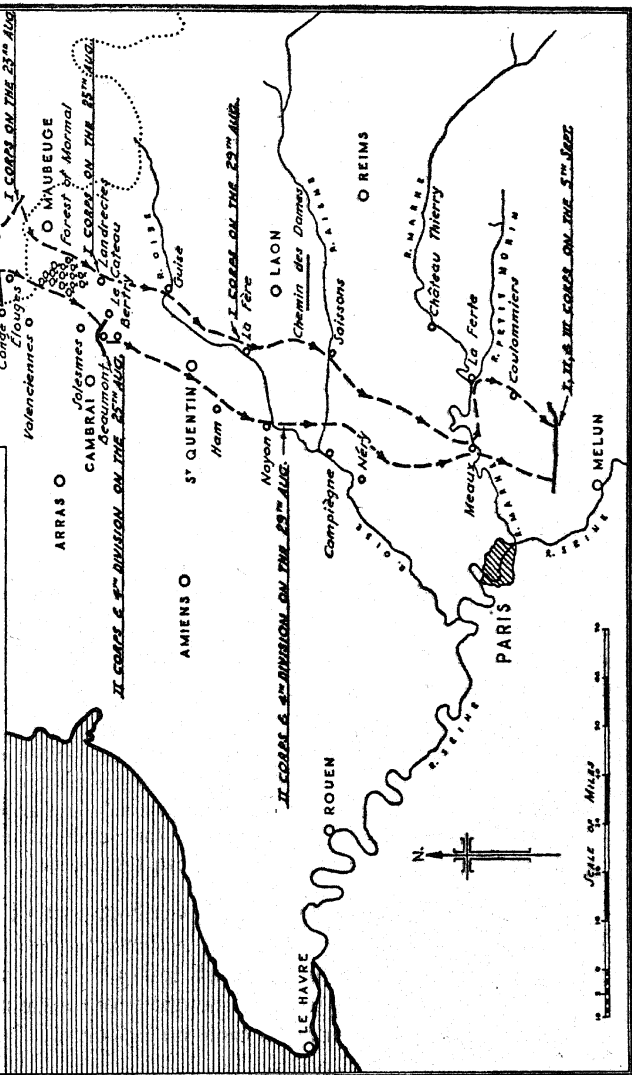 I CORPS ON THE 23RD AUG.
MAUBEUGE
Forest of Mormal
I CORPS ON THE 25TH AUG.
Landrecies
Le Cateau
Bertry
Élouges
Valenciennes
Solesmes
CAMBRAI
Beaumont
II CORPS & 4TH DIVISION ON THE 25TH AUG.
ARRAS
R. OISE
Guise
I CORPS ON THE 29TH AUG.
La Fère
LAON
ST QUENTIN
Ham
Noyon
AMIENS
II CORPS & 4TH DIVISION ON THE 29TH AUG.
Chemin des Dames
R. AISNE
REIMS
Soissons
Compiègne
Néry
R. OISE
R. MARNE
Château Thierry
La Ferte
R. PETIT MORIN
Coulommiers
Meaux
R. MARNE
I, II, & III CORPS ON THE 5TH SEPT.
MELUN
R. SEINE
PARIS
R. SEINE
ROUEN
LE HAVRE
N.
SCALE OF MILES